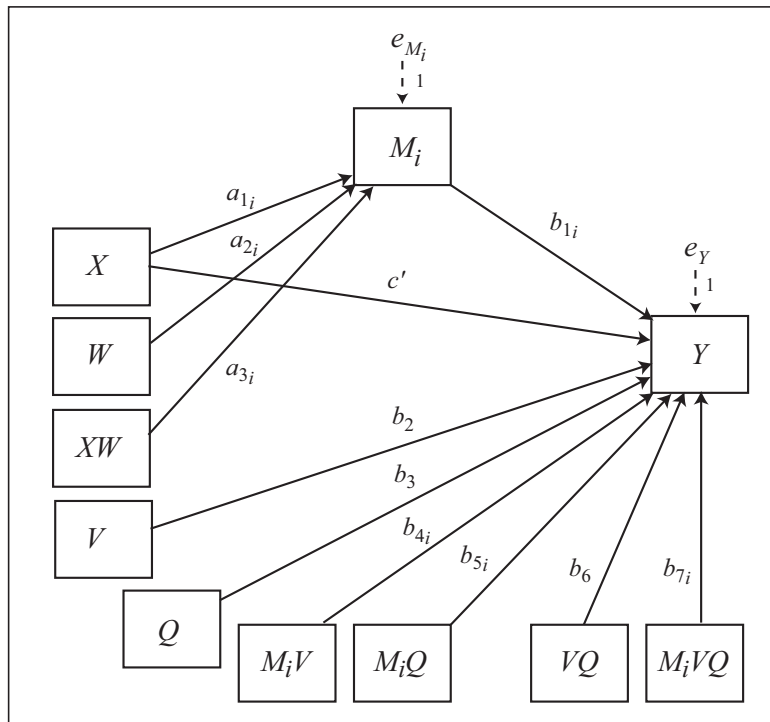 e_{M_i}
1
M_i
a_{1_i}
a_{2_i}
b_{1_i}
X
c′
e_Y
1
W
Y
a_{3_i}
XW
b_2
V
b_3
b_{4_i}
b_{5_i}
b_6
b_{7_i}
Q
M_iV
M_iQ
VQ
M_iVQ